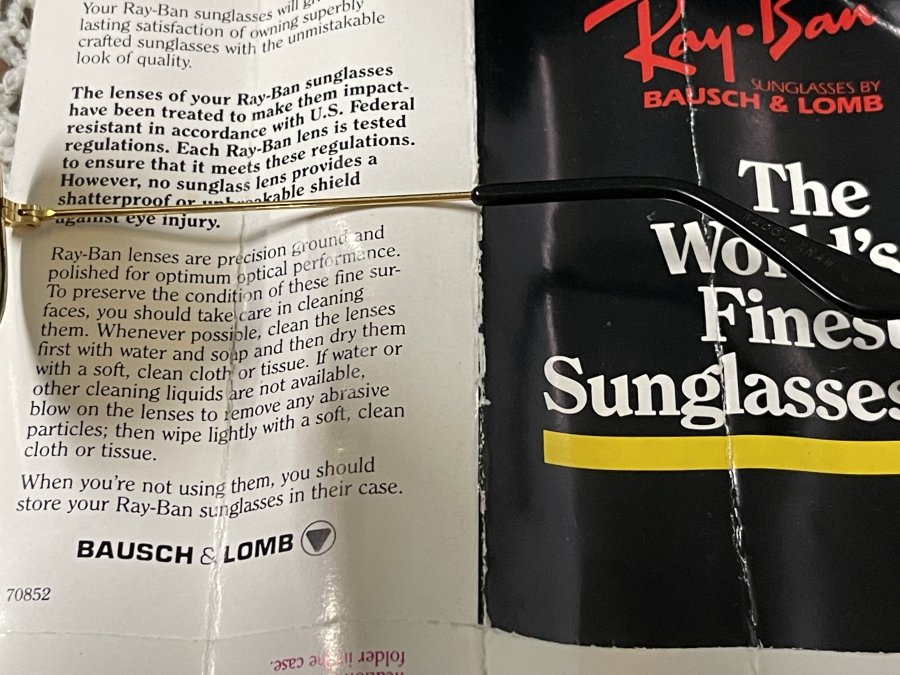 Your Ray-Ban sunglasses will
lasting satisfaction of owning superbly
crafted sunglasses with the unmistakable
look of quality.
The lenses of your Ray-Ban sunglasses
have been treated to make them impact-
resistant in accordance with U.S. Federal
regulations. Each Ray-Ban lens is tested
to ensure that it meets these regulations.
However, no sunglass lens provides a
shatterproof or unbreakable shield
against eye injury.
Ray-Ban lenses are precision ground and
polished for optimum optical performance.
To preserve the condition of these fine sur-
faces, you should take care in cleaning
them. Whenever possible, clean the lenses
first with water and soap and then dry them
with a soft, clean cloth or tissue. If water or
other cleaning liquids are not available,
blow on the lenses to remove any abrasive
particles; then wipe lightly with a soft, clean
cloth or tissue.
When you're not using them, you should
store your Ray-Ban sunglasses in their case.
BAUSCH & LOMB
70852
folder in the case.
Ray-Ban
SUNGLASSES BY
BAUSCH & LOMB
The
World's
Finest
Sunglasses